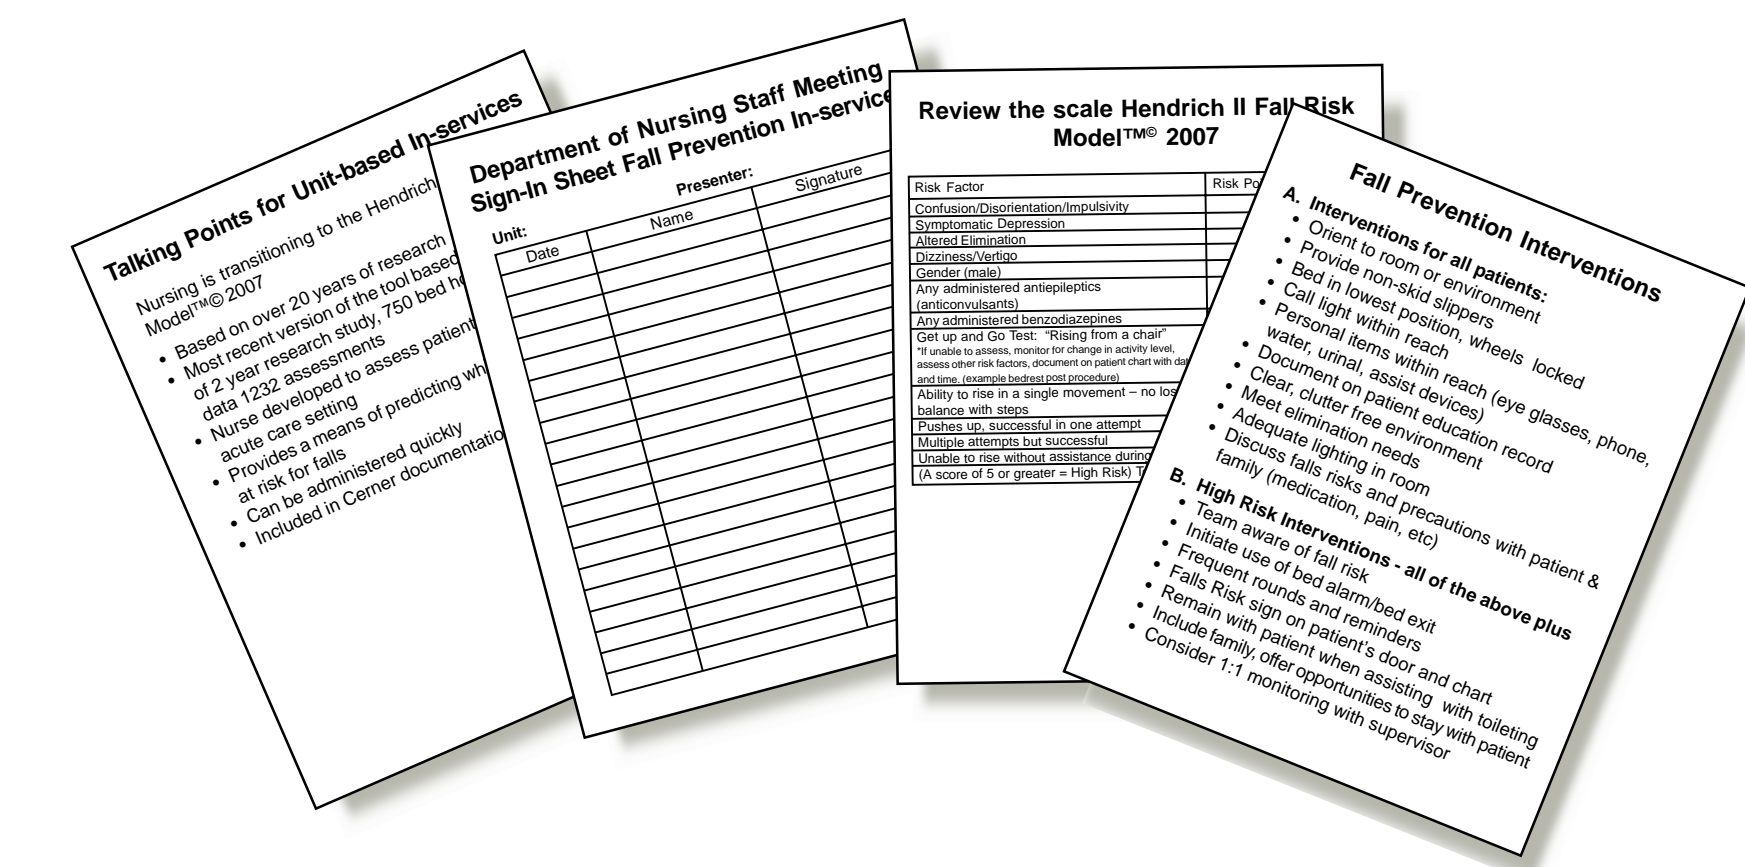 Talking Points for Unit-based In-services
Nursing is transitioning to the Hendrich
Model™© 2007
• Based on over 20 years of research
• Most recent version of the tool based
of 2 year research study, 750 bed
data 1232 assessments
• Nurse developed to assess patient
acute care setting
• Provides a means of predicting
at risk for falls
• Can be administered quickly
• Included in Cerner
Department of Nursing Staff Meeting
Sign-In Sheet Fall Prevention In-service
Unit: Presenter:
Date Name Signature
Review the scale Hendrich II Fall Risk
Model™© 2007
Risk Factor Risk
Confusion/Disorientation/Impulsivity
Symptomatic Depression
Altered Elimination
Dizziness/Vertigo
Gender (male)
Any administered antiepileptics
(anticonvulsants)
Any administered benzodiazepines
Get up and Go Test: “Rising from a chair”
*If unable to assess, monitor for change in activity level,
assess other risk factors, document on patient chart with
and time. (example bedrest post procedure)
Ability to rise in a single movement – no
balance with steps
Pushes up, successful in one attempt
Multiple attempts but successful
Unable to rise without assistance during
(A score of 5 or greater = High Risk)
Fall Prevention Interventions
A. Interventions for all patients:
• Orient to room or environment
• Provide non-skid slippers
• Bed in lowest position, wheels locked
• Call light within reach
• Personal items within reach (eye glasses, phone,
water, urinal, assist devices)
• Document on patient education record
• Clear, clutter free environment
• Meet elimination needs
• Adequate lighting in room
• Discuss falls risks and precautions with patient &
family (medication, pain, etc)
B. High Risk Interventions - all of the above plus
• Team aware of fall risk
• Initiate use of bed alarm/bed exit
• Frequent rounds and reminders
• Falls Risk sign on patient’s door and chart
• Remain with patient when assisting with toileting
• Include family, offer opportunities to stay with patient
• Consider 1:1 monitoring with supervisor